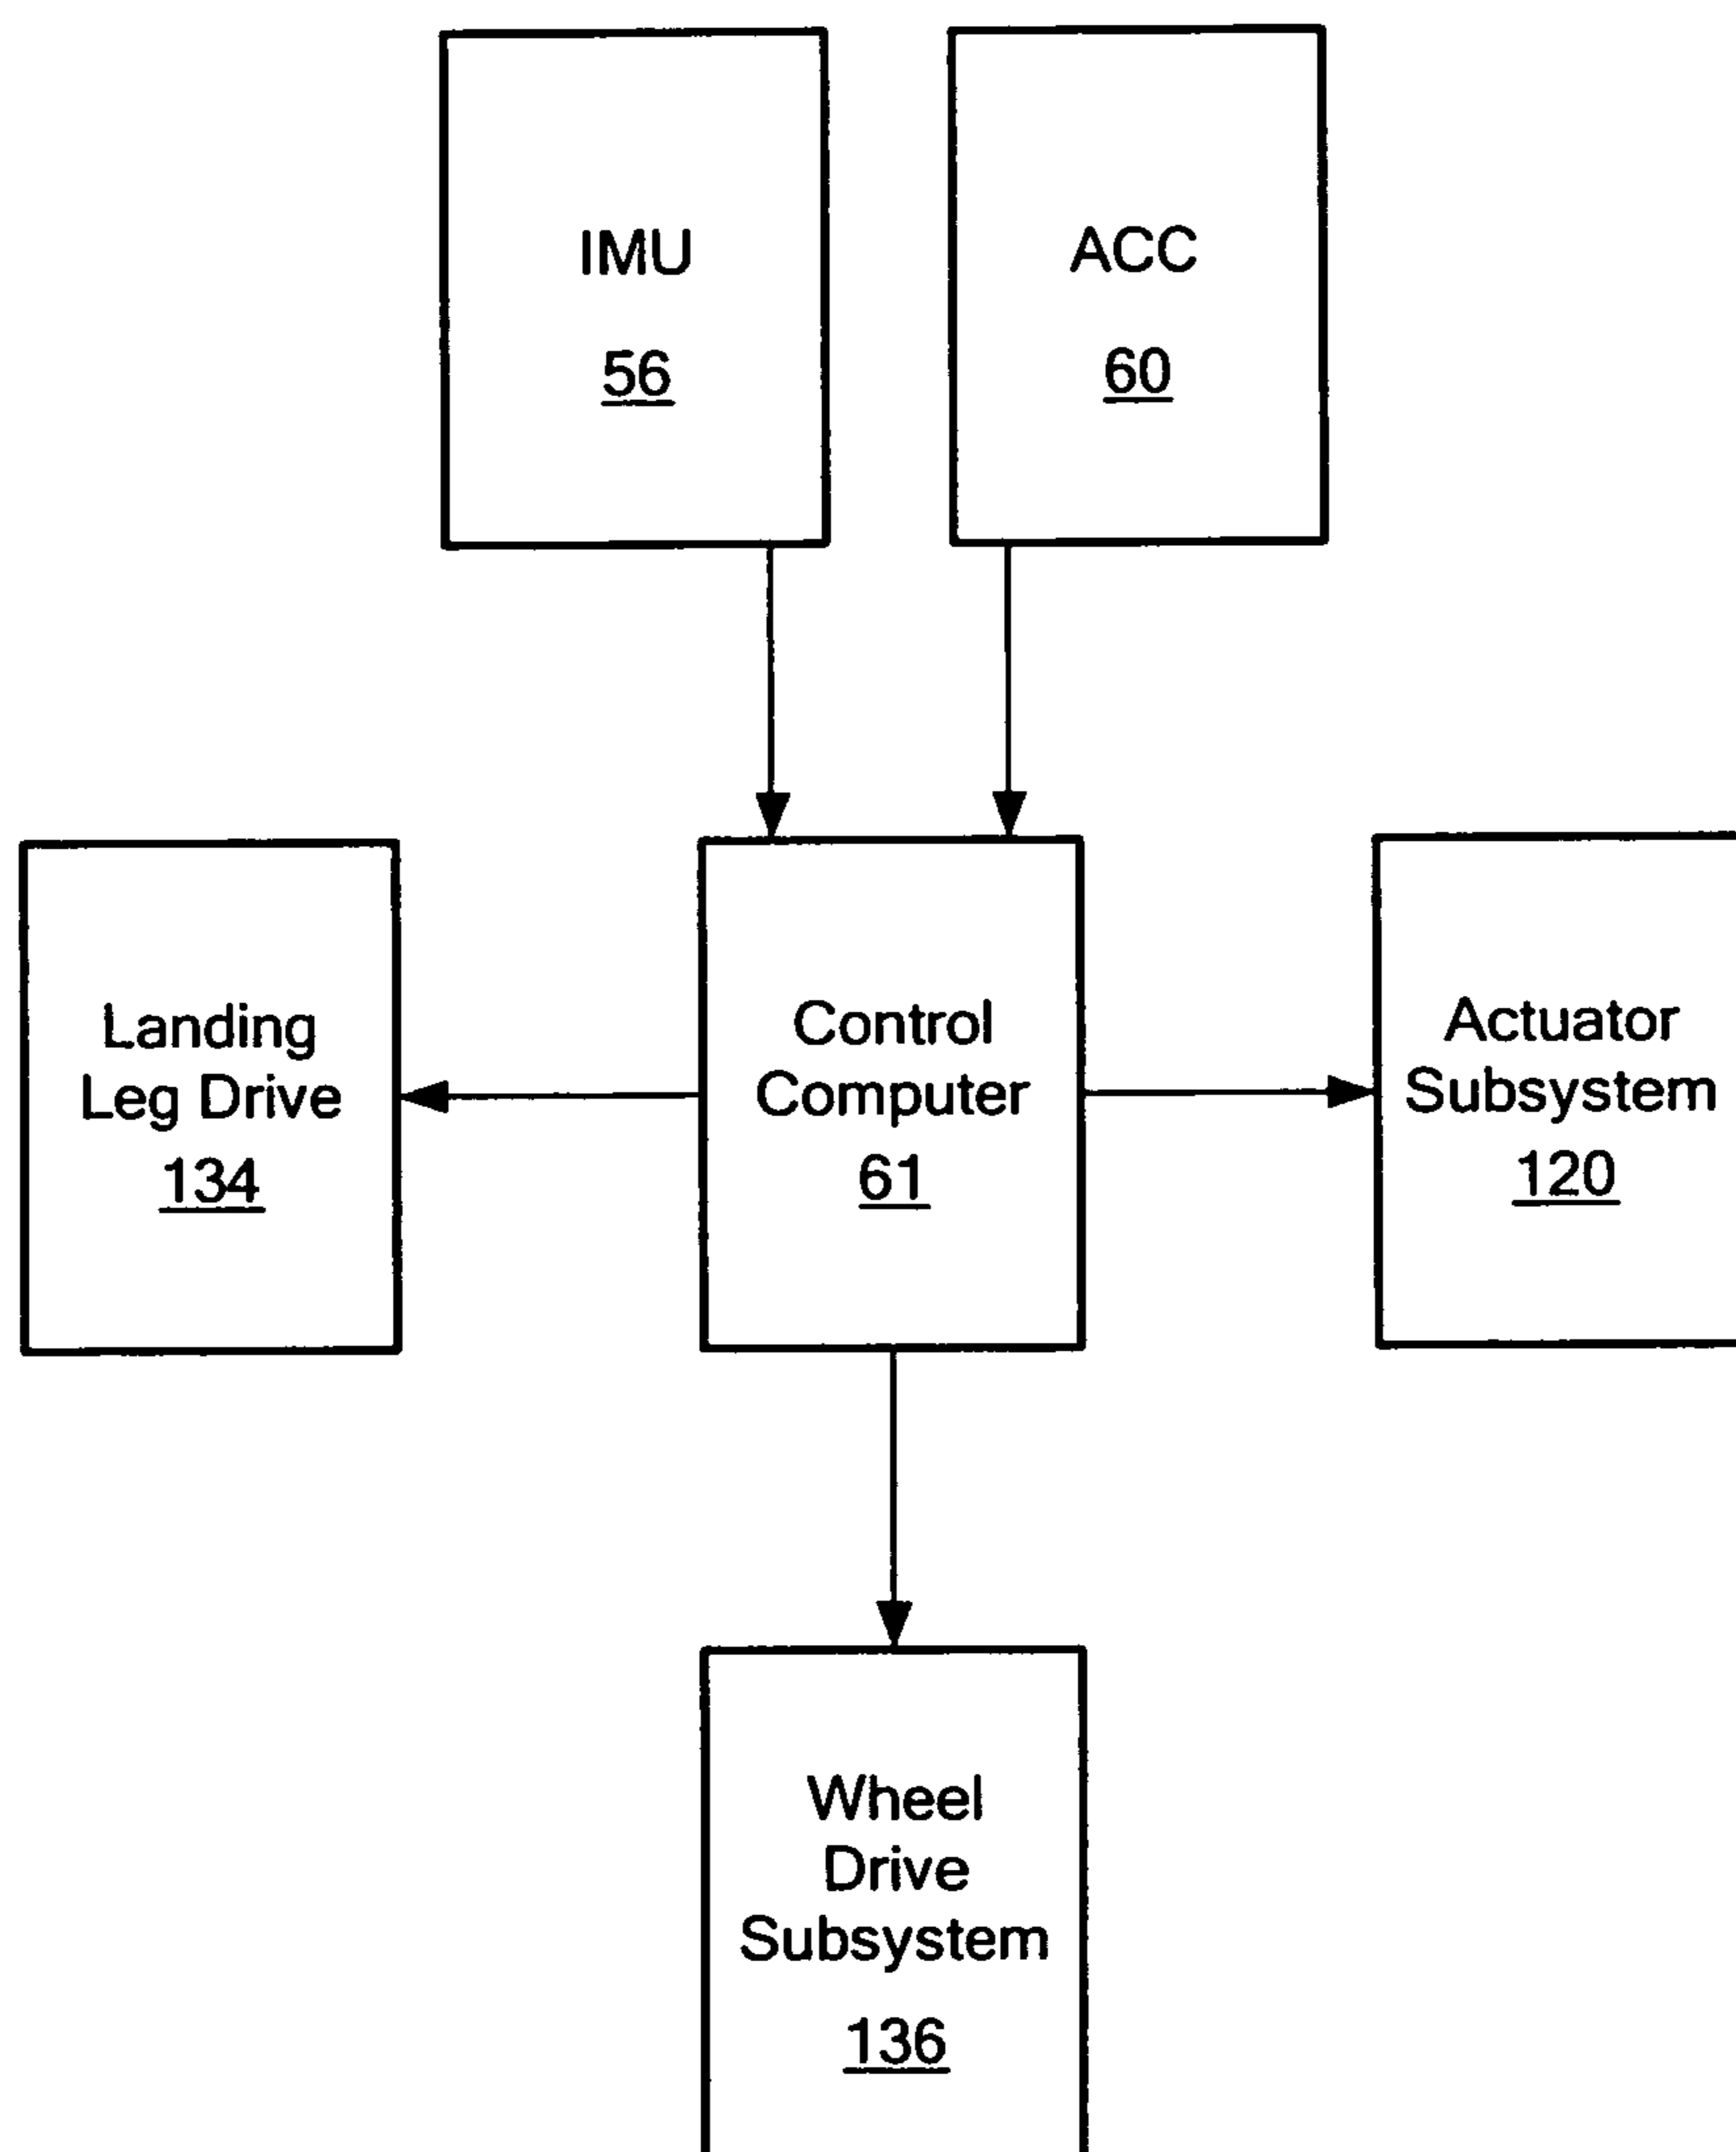 IMU
56
ACC
60
Landing
Leg Drive
134
Control
Computer
61
Actuator
Subsystem
120
Wheel
Drive
Subsystem
136